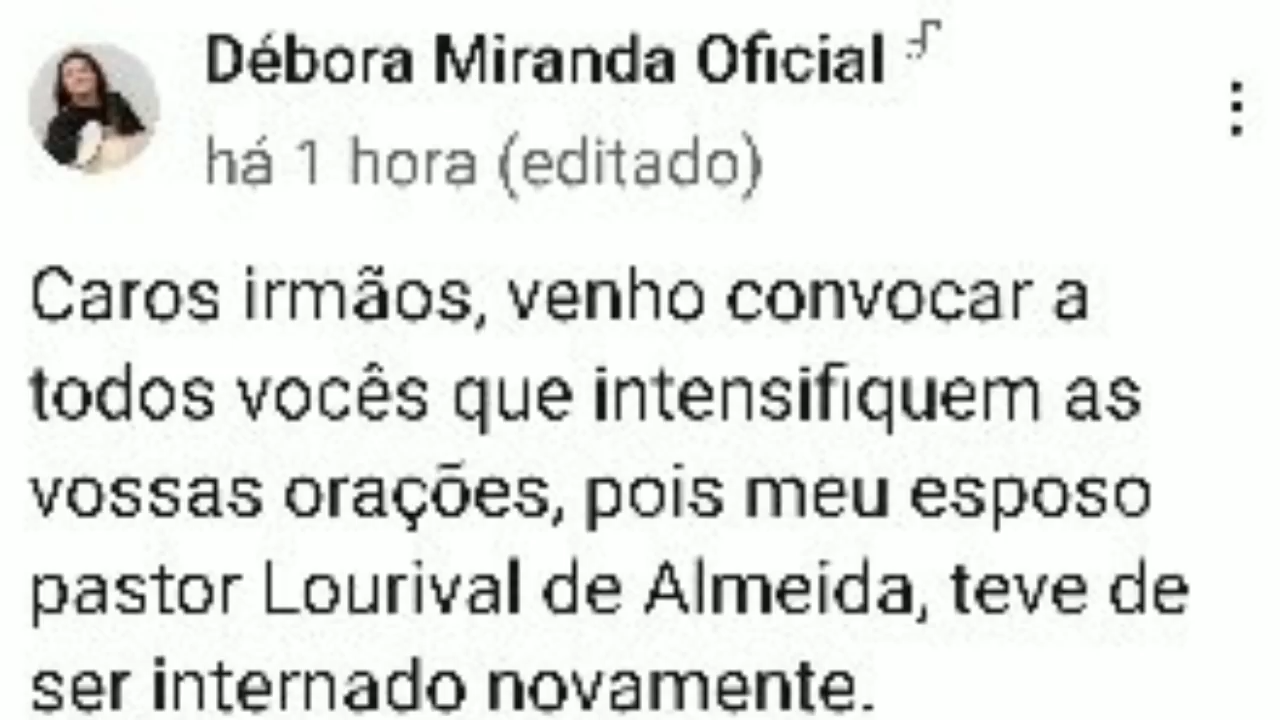 Débora Miranda Oficial
há 1 hora (editado)
Caros irmãos, venho convocar a
todos vocês que intensifiquem as
vossas orações, pois meu esposo
pastor Lourival de Almeida, teve de
ser internado novamente.